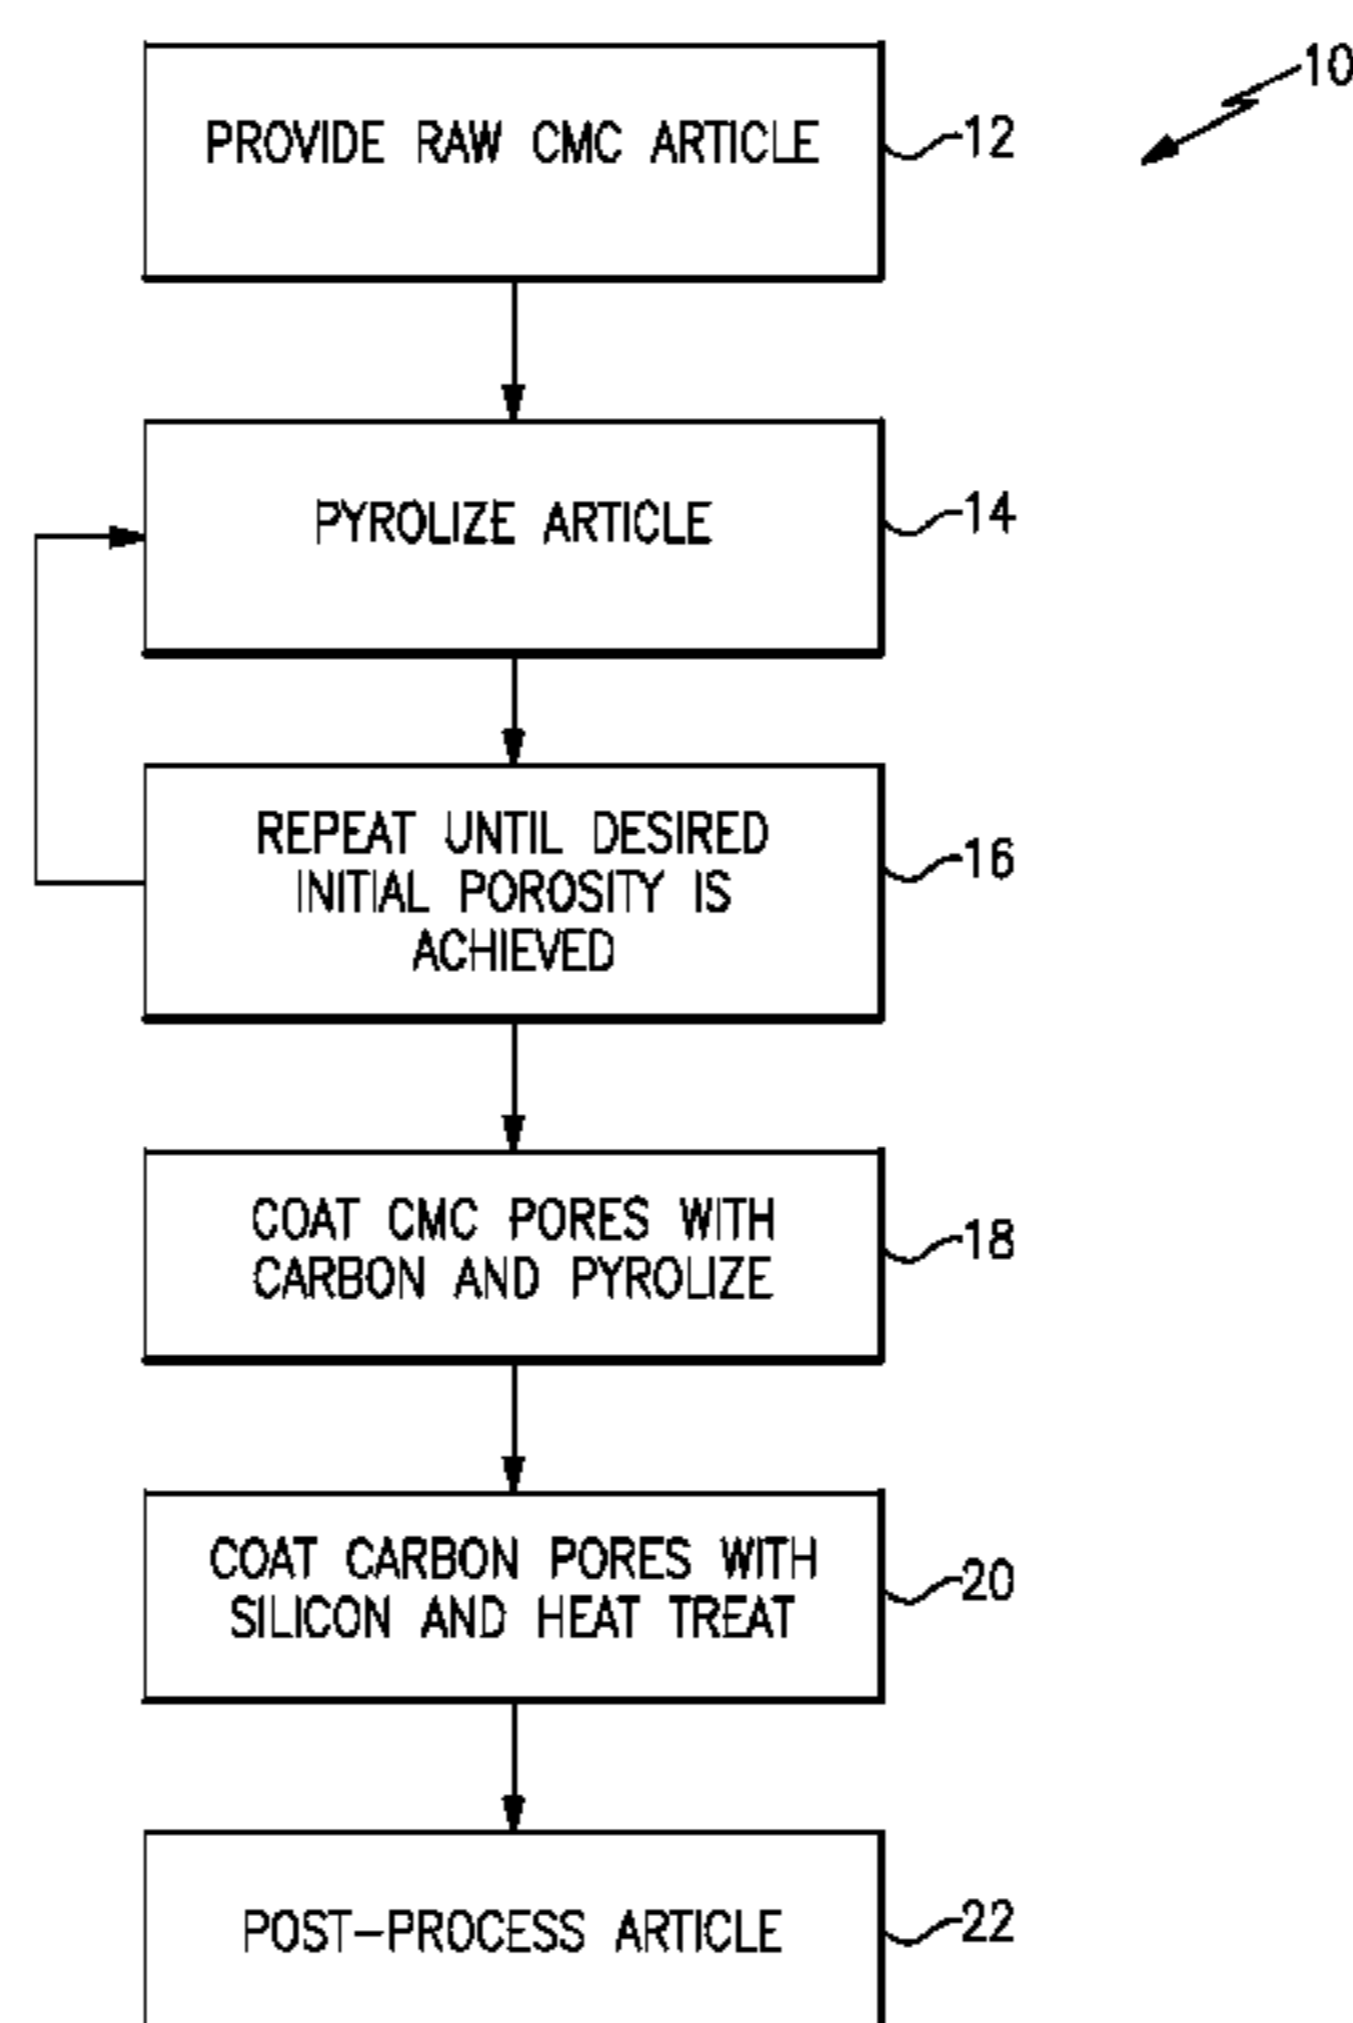 10
PROVIDE RAW CMC ARTICLE
12
PYROLIZE ARTICLE
14
REPEAT UNTIL DESIRED
INITIAL POROSITY IS
ACHIEVED
16
COAT CMC PORES WITH
CARBON AND PYROLIZE
18
COAT CARBON PORES WITH
SILICON AND HEAT TREAT
20
POST-PROCESS ARTICLE
22